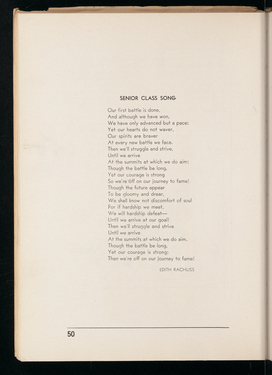 SENIOR CLASS SONG
Our first battle is done,
And although we have won,
We have only advanced but a pace;
Yet our hearts do not waver,
Our spirits are braver
At every new battle we face.
Then we'll struggle and strive,
Until we arrive
At the summits at which we do aim;
Though the battle be long,
Yet our courage is strong
So we're off on our journey to fame!
Though the future appear
To be gloomy and drear,
We shall know not discomfort of soul
For if hardship we meet,
We will hardship defeat—
Until we arrive at our goal!
Then we'll struggle and strive
Until we arrive
At the summits at which we do aim,
Though the battle be long,
Yet our courage is strong;
Then we're off on our journey to fame!
EDITH
50